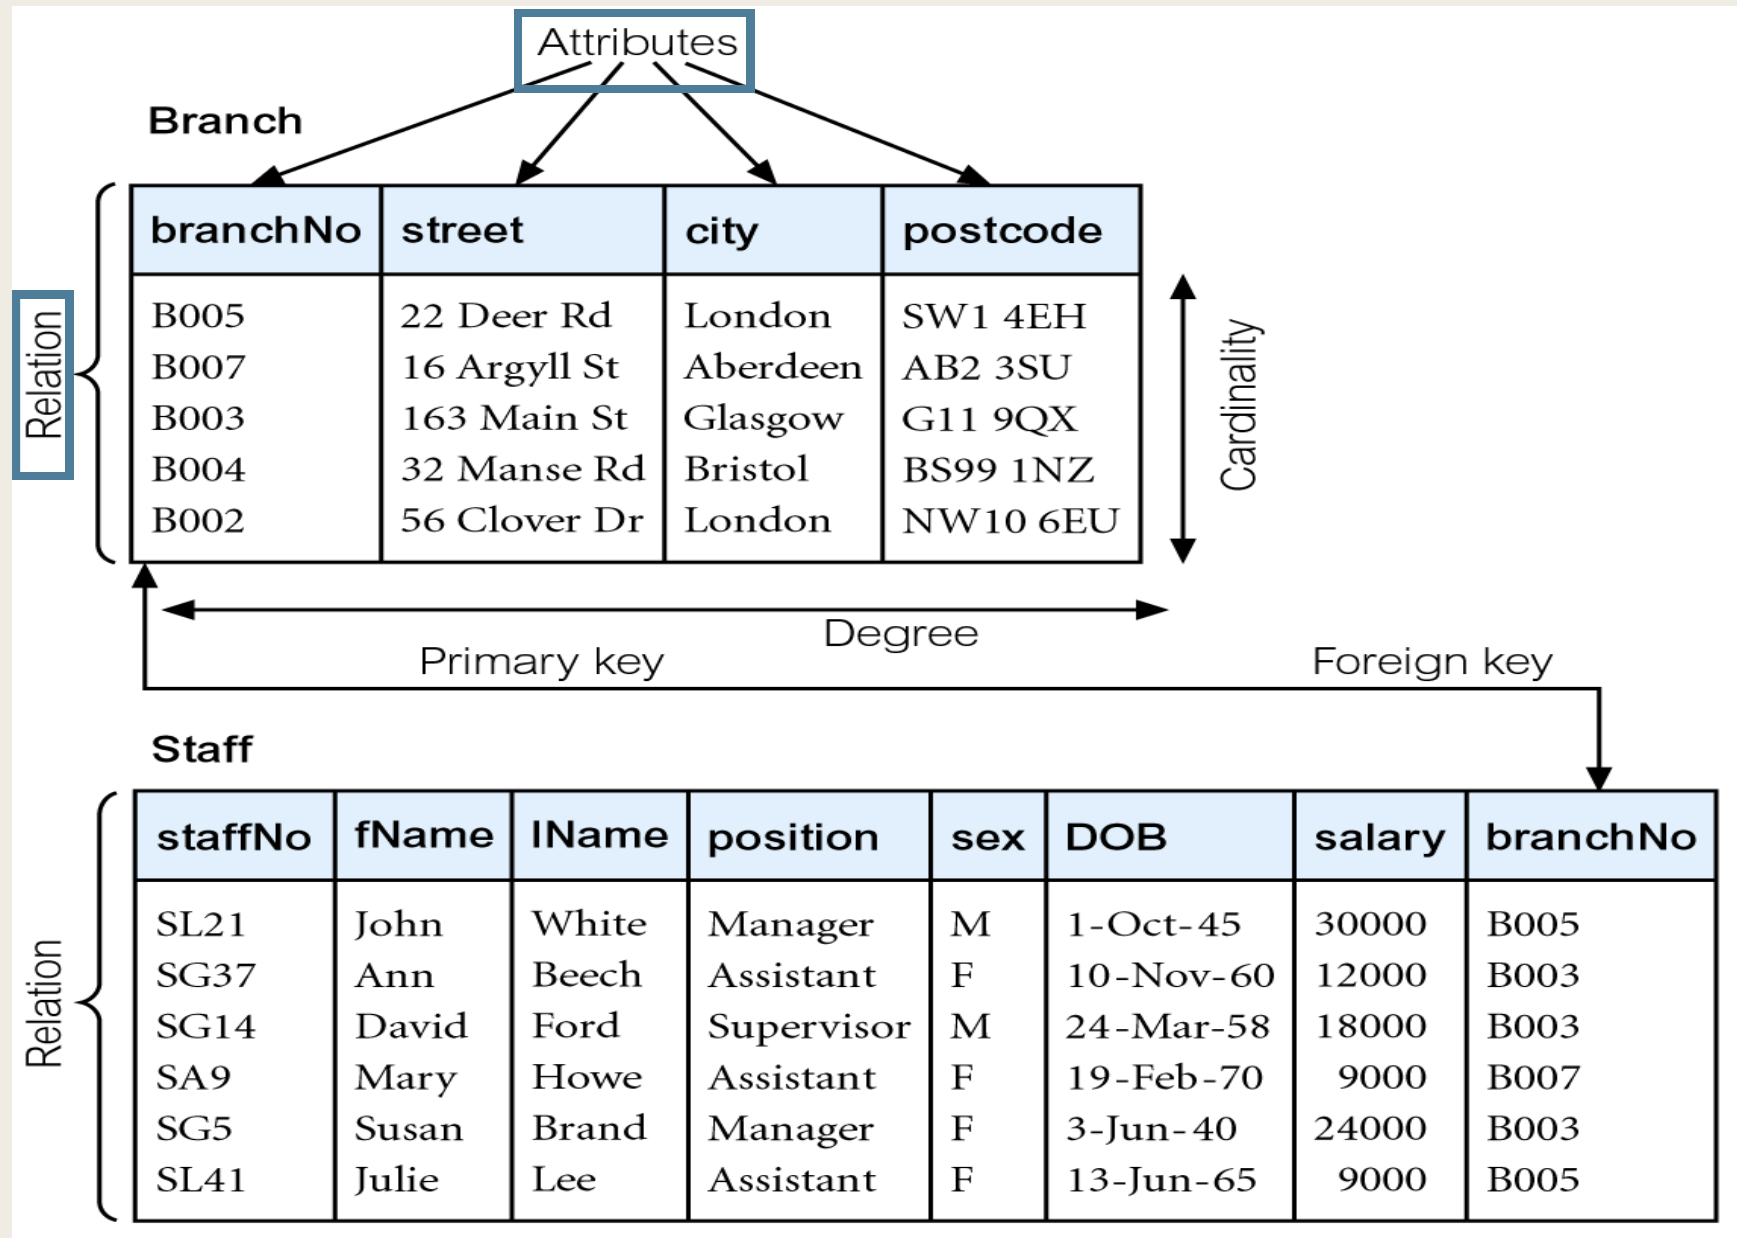 Attributes
Branch
branchNo street city postcode
B005 22 Deer Rd London SW1 4EH
B007 16 Argyll St Aberdeen AB2 3SU
B003 163 Main St Glasgow G11 9QX
B004 32 Manse Rd Bristol BS99 1NZ
B002 56 Clover Dr London NW10 6EU
Relation
Cardinality
Degree
Primary key
Foreign key
Staff
staffNo fName lName position sex DOB salary branchNo
SL21 John White Manager M 1-Oct-45 30000 B005
SG37 Ann Beech Assistant F 10-Nov-60 12000 B003
SG14 David Ford Supervisor M 24-Mar-58 18000 B003
SA9 Mary Howe Assistant F 19-Feb-70 9000 B007
SG5 Susan Brand Manager F 3-Jun-40 24000 B003
SL41 Julie Lee Assistant F 13-Jun-65 9000 B005
Relation